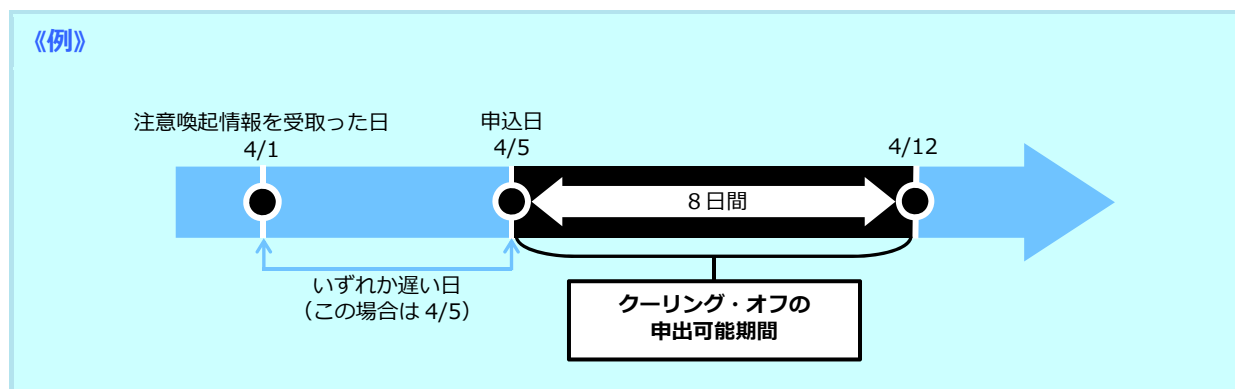 《例》
注意喚起情報を受取った日
4/1
申込日
4/5
4/12
８日間
いずれか遅い日
（この場合は 4/5）
クーリング・オフの
申出可能期間